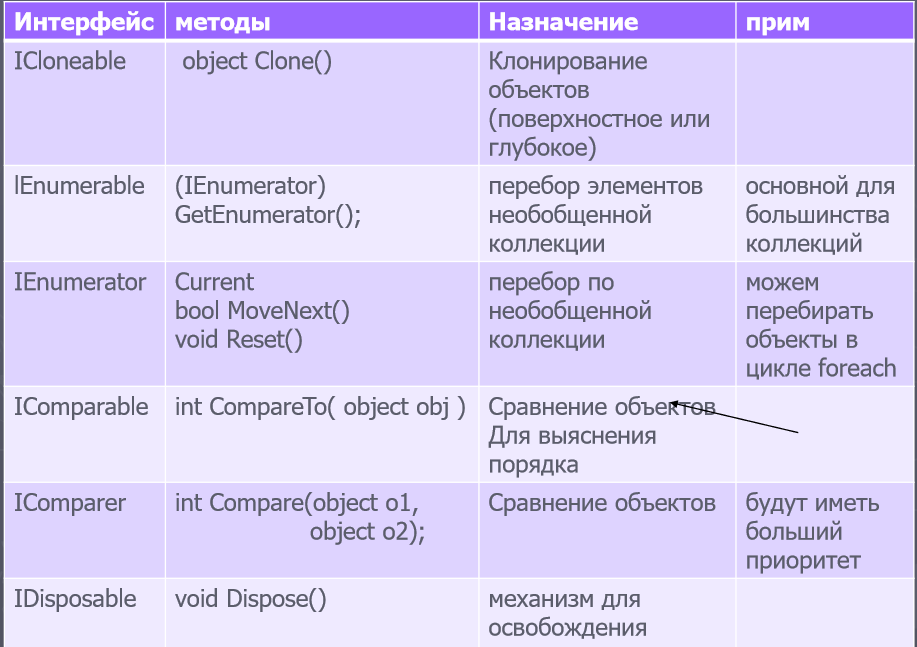 Интерфейс методы Назначение прим
ICloneable object Clone() Клонирование
объектов
(поверхностное или
глубокое)
IEnumerable (IEnumerator) перебор элементов основной для
GetEnumerator(); необобщенной большинства
коллекции коллекций
IEnumerator Current перебор по можем
bool MoveNext() необобщенной перебирать
void Reset() коллекции объекты в
цикле foreach
IComparable int CompareTo( object obj ) Сравнение объектов
Для выяснения
порядка
IComparer int Compare(object o1, Сравнение объектов будут иметь
object o2); больший
приоритет
IDisposable void Dispose() механизм для
освобождения